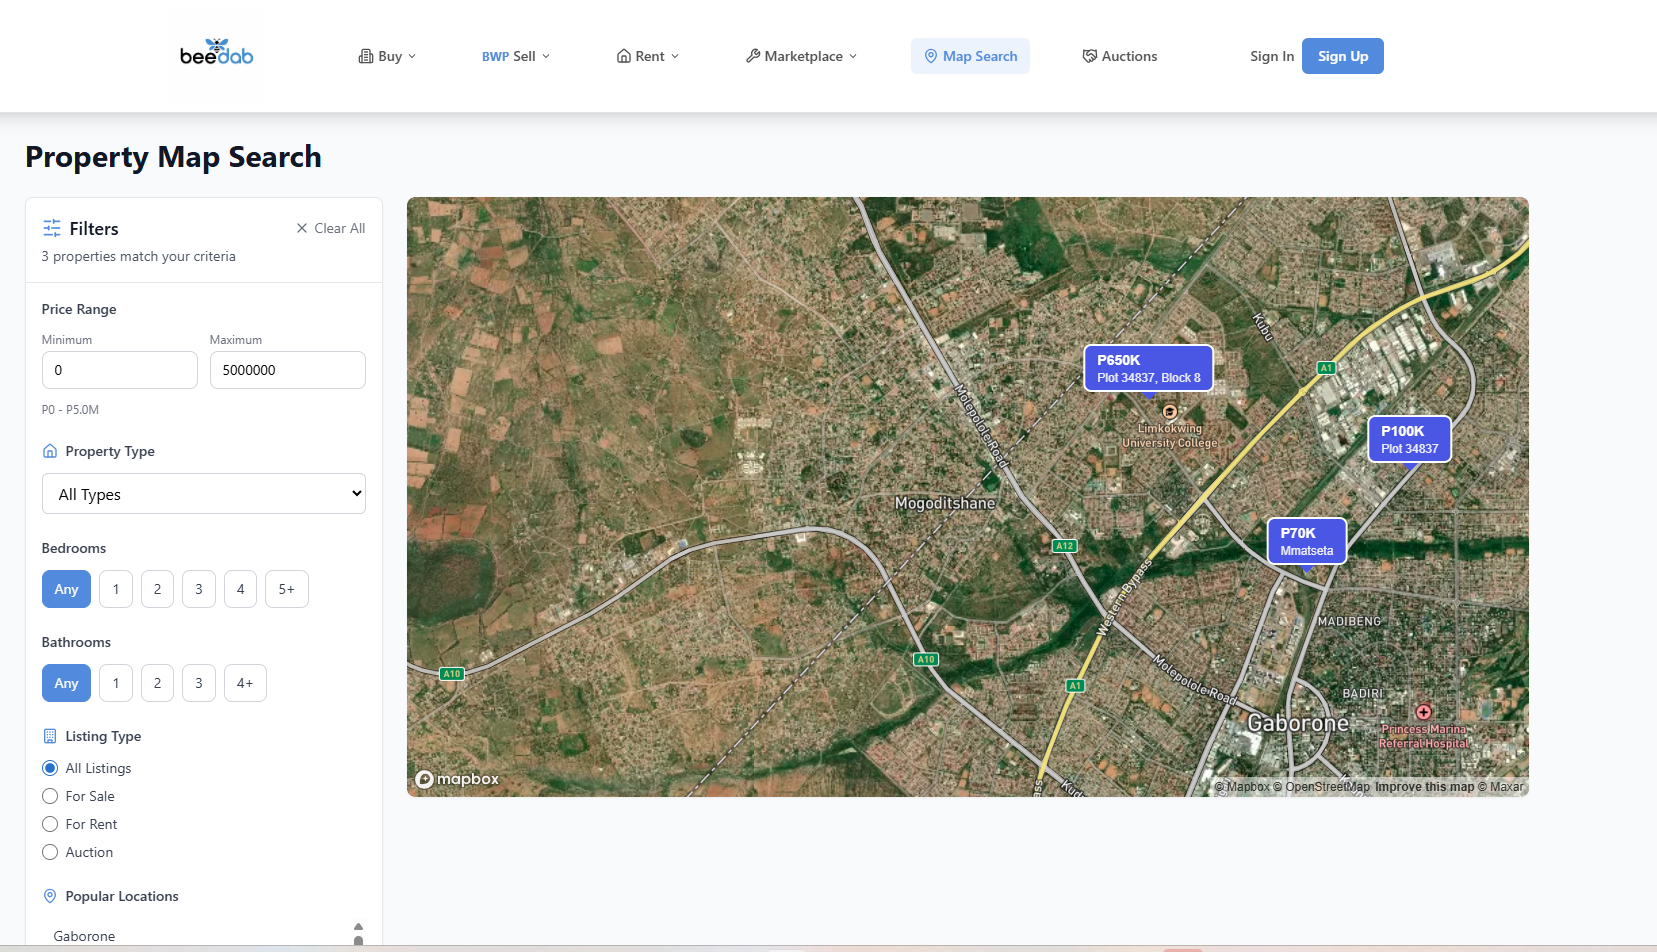 beedab
Buy
BWP Sell
Rent
Marketplace
Map Search
Auctions
Sign In
Sign Up
Property Map Search
Filters
Clear All
3 properties match your criteria
Price Range
Minimum
Maximum
0
5000000
P0 - P5.0M
Property Type
All Types
Bedrooms
Any
1
2
3
4
5+
Bathrooms
Any
1
2
3
4+
Listing Type
All Listings
For Sale
For Rent
Auction
Popular Locations
Gaborone
Kubu
P650K
Plot 34837, Block 8
A1
Molepolole Road
Limkokwing
University College
P100K
Plot 34837
Mogoditshane
P70K
Mmatseta
A12
Western Bypass
MADIBENG
A10
A10
Molepolole Road
A1
BADIRI
Gaborone
Princess Marina
Referral Hospital
mapbox
© Mapbox © OpenStreetMap Improve this map © Maxar